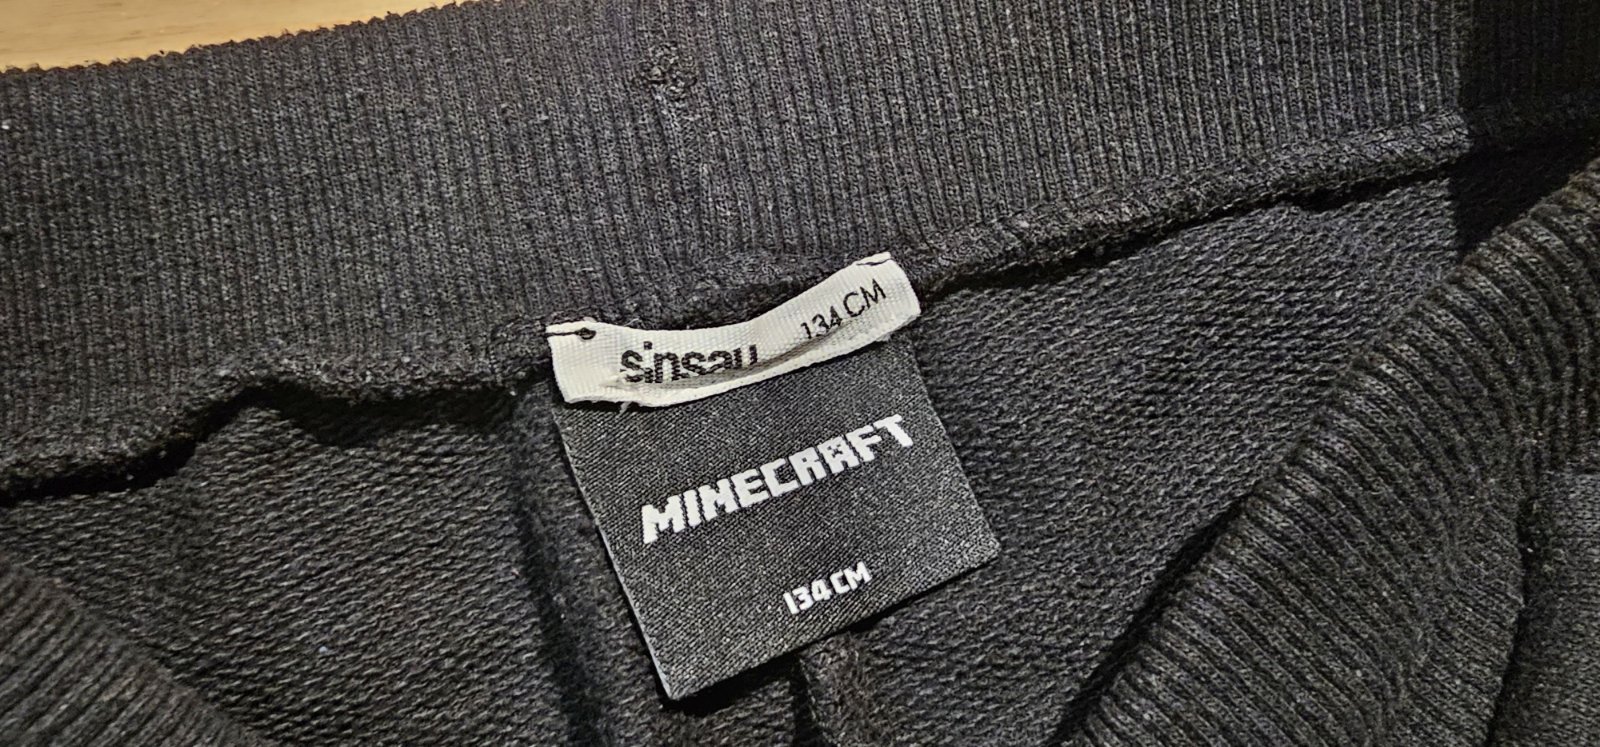 sinsay 134 CM
MINECRAFT
134 CM